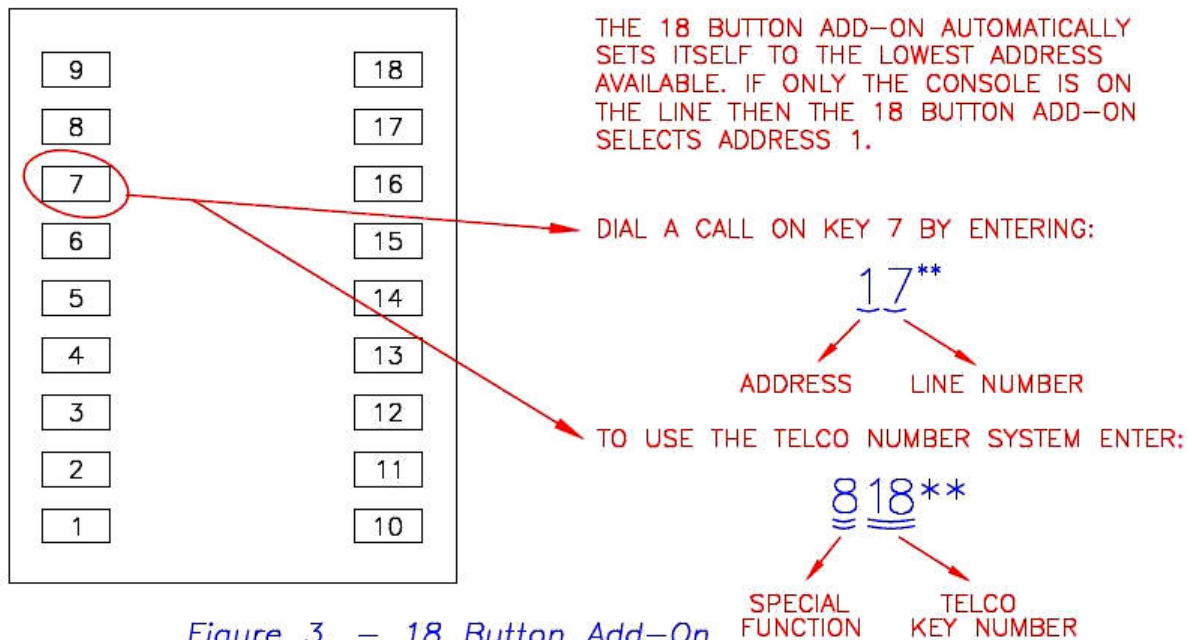 9 18
8 17
7 16
6 15
5 14
4 13
3 12
2 11
1 10
THE 18 BUTTON ADD-ON AUTOMATICALLY
SETS ITSELF TO THE LOWEST ADDRESS
AVAILABLE. IF ONLY THE CONSOLE IS ON
THE LINE THEN THE 18 BUTTON ADD-ON
SELECTS ADDRESS 1.
DIAL A CALL ON KEY 7 BY ENTERING:
17**
ADDRESS LINE NUMBER
TO USE THE TELCO NUMBER SYSTEM ENTER:
818**
SPECIAL FUNCTION
TELCO KEY NUMBER
Figure 3 - 18 Button Add-On